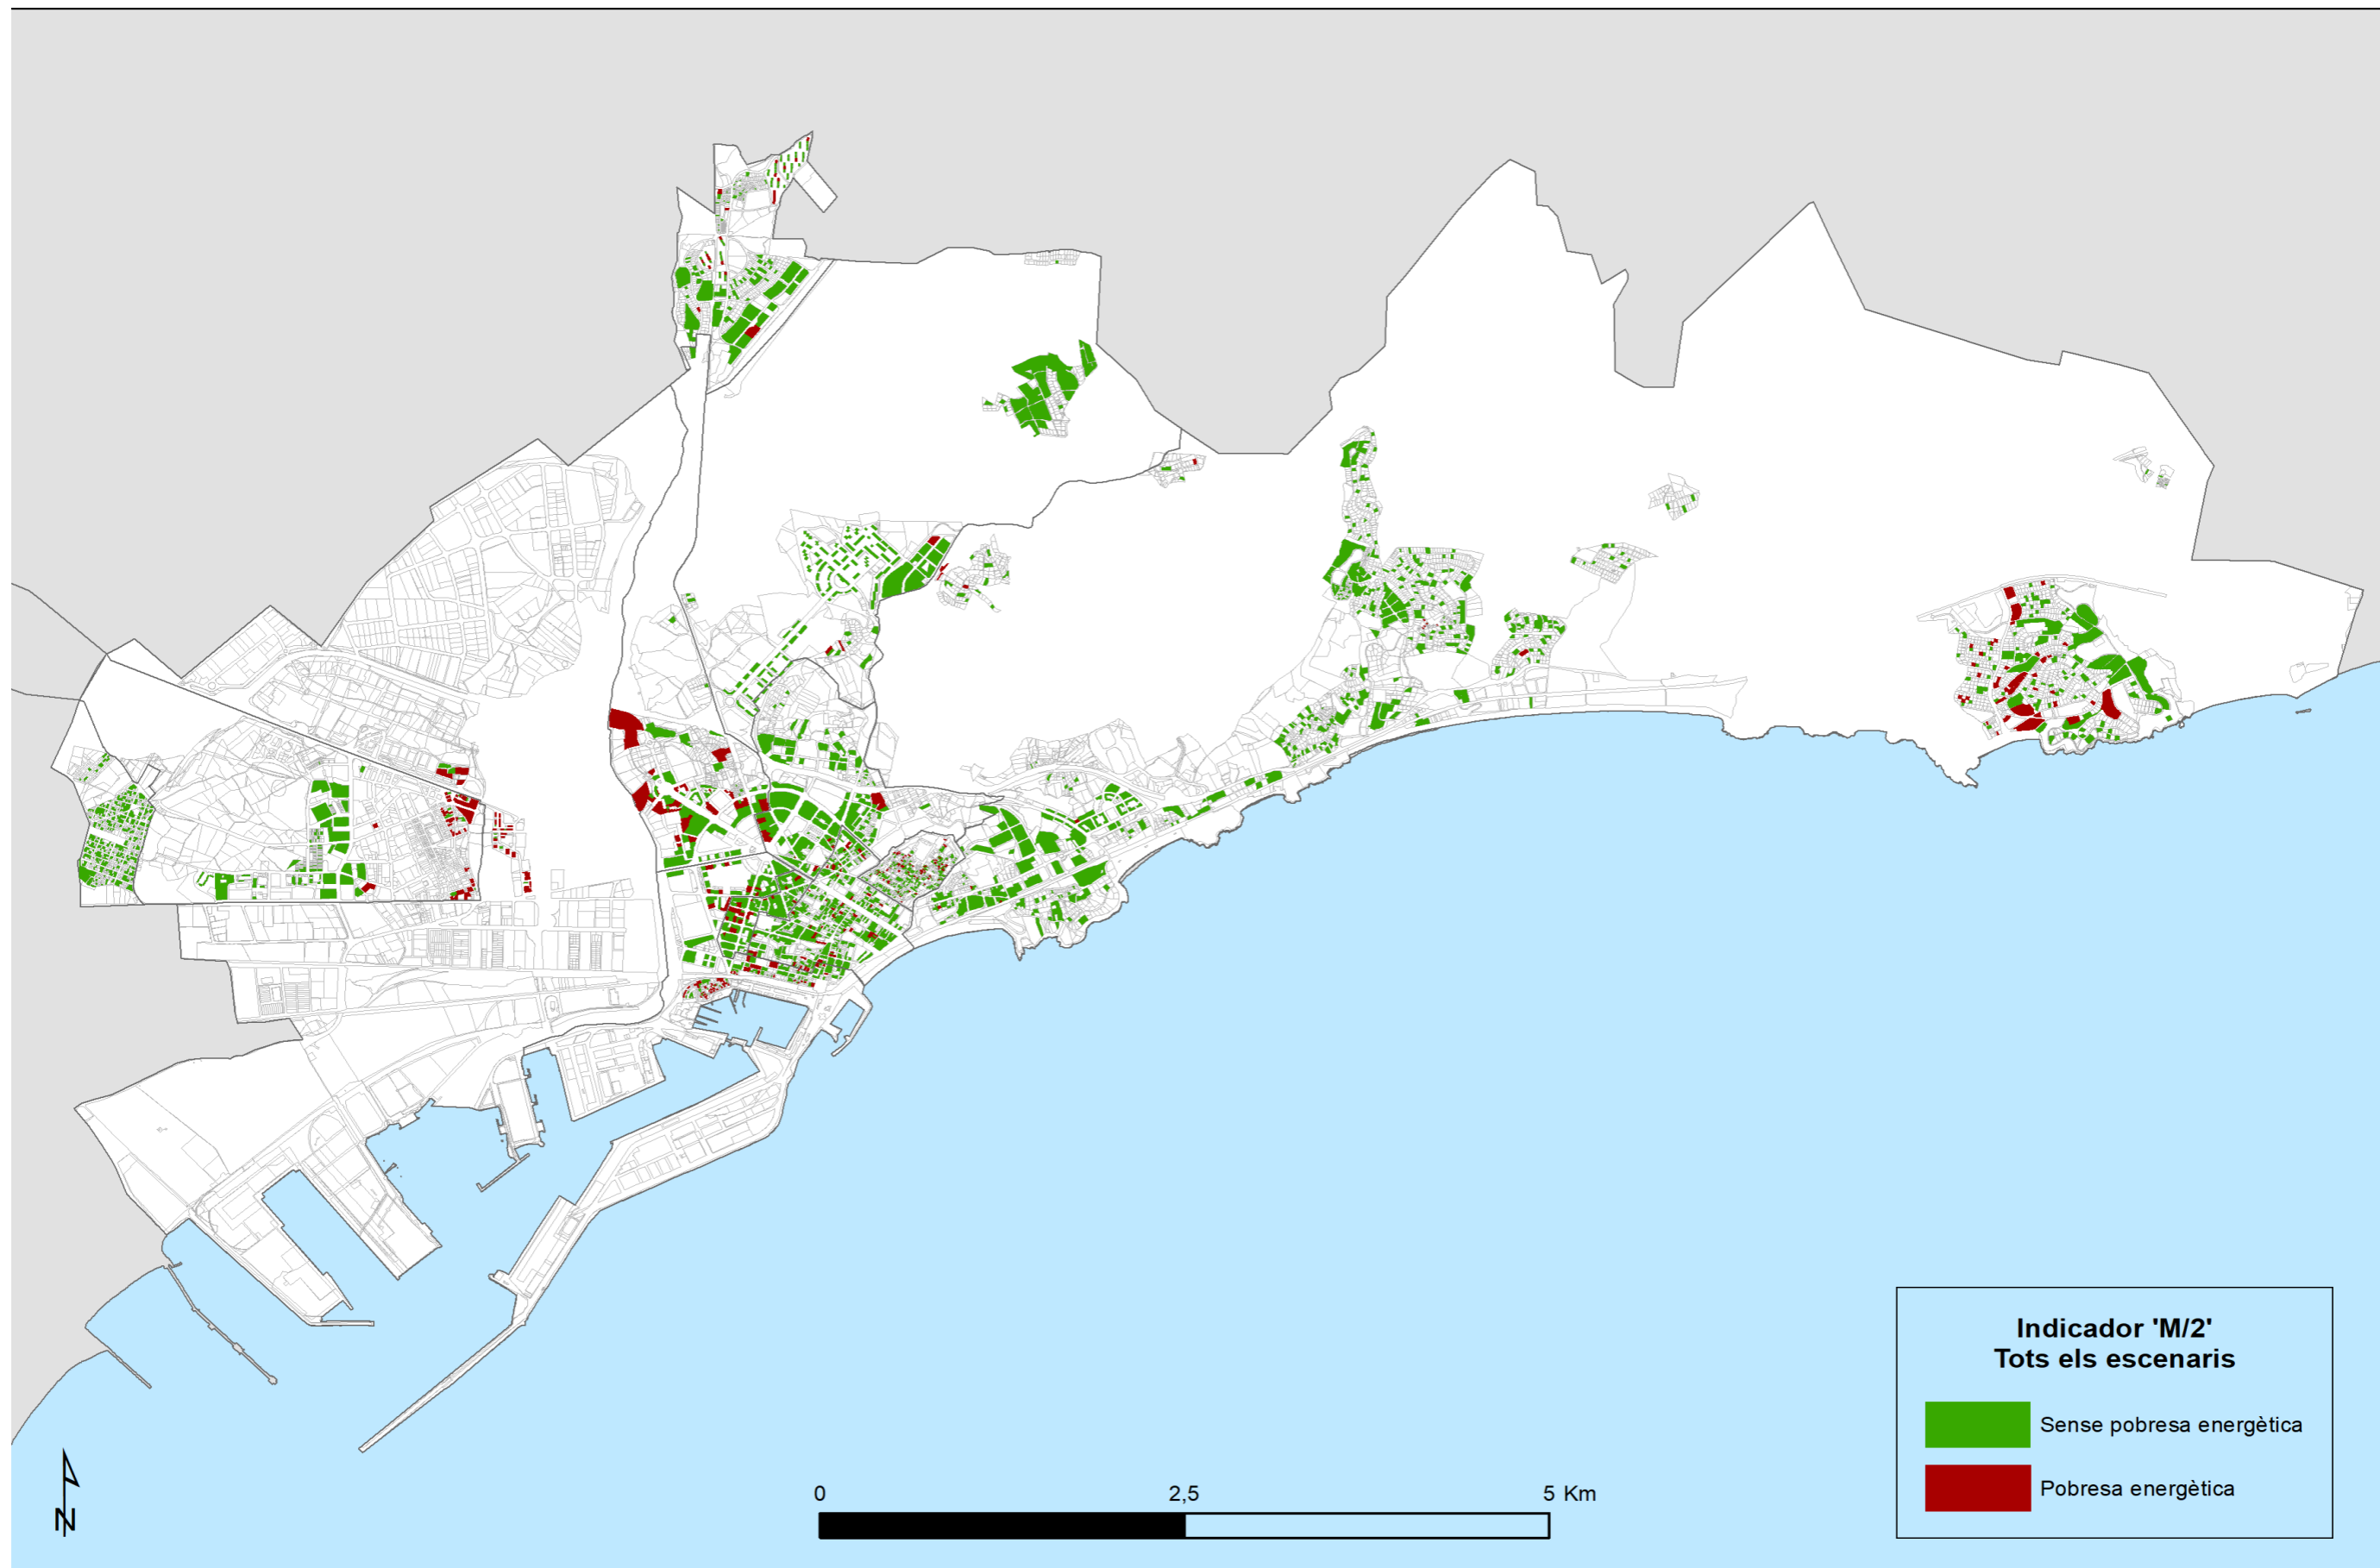 Indicador 'M/2'
Tots els escenaris
Sense pobresa energètica
Pobresa energètica
0 2,5 5 Km
N